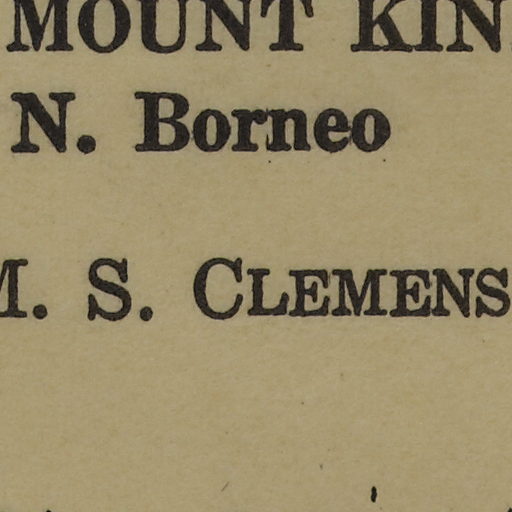 MOUNT KIN
N. Borneo
M. S. CLEMENS